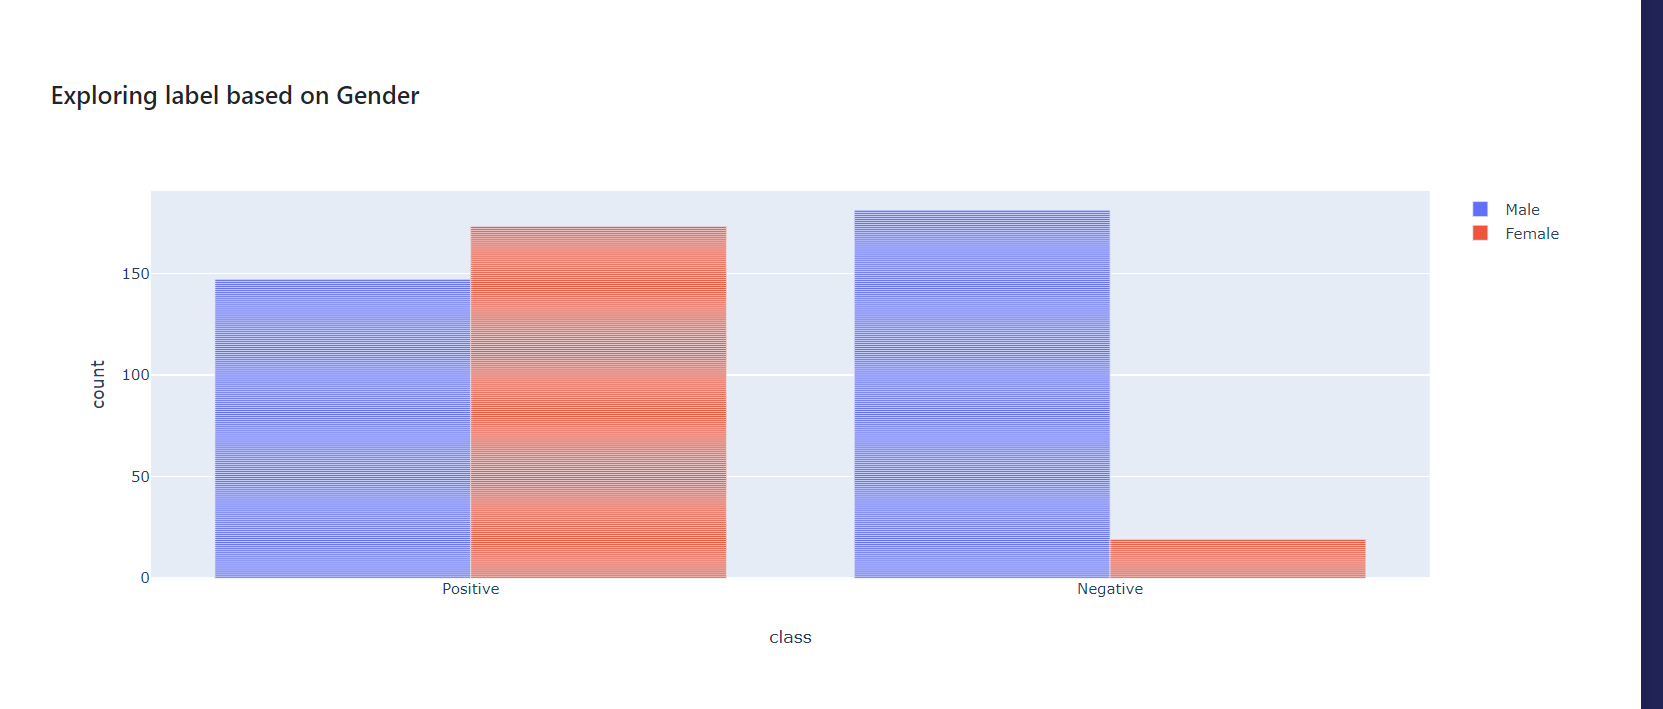 Exploring label based on Gender
Male
Female
150
100
50
0
count
Positive
Negative
class